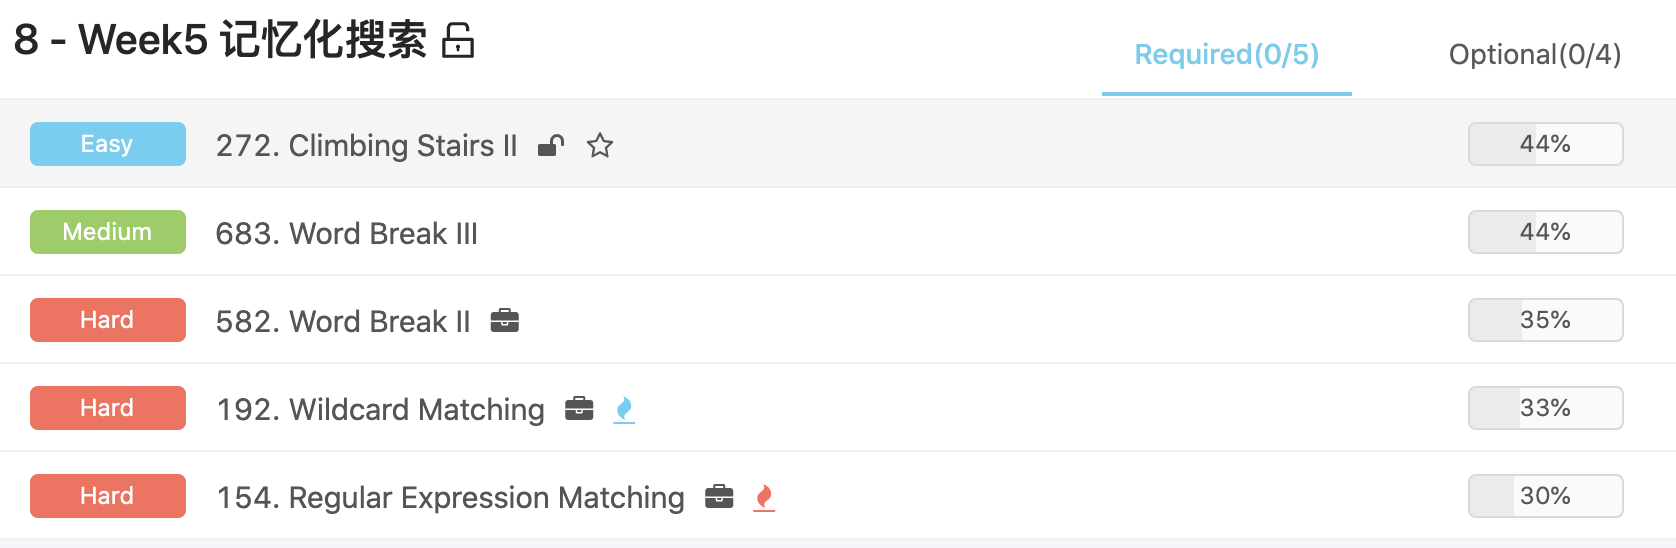 8 - Week5 记忆化搜索
Required(0/5) Optional(0/4)
Easy 272. Climbing Stairs II 44%
Medium 683. Word Break III 44%
Hard 582. Word Break II 35%
Hard 192. Wildcard Matching 33%
Hard 154. Regular Expression Matching 30%